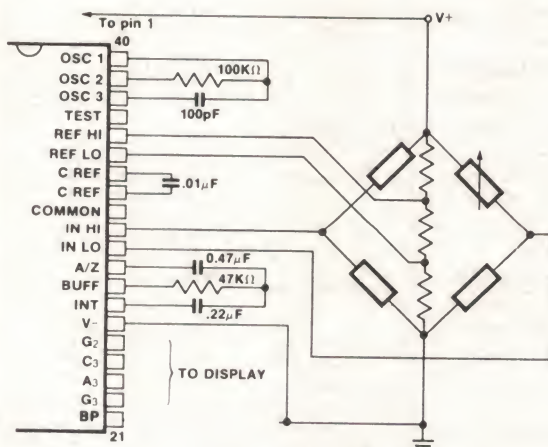 To pin 1
V+
40
OSC 1
OSC 2
100KΩ
OSC 3
100pF
TEST
REF HI
REF LO
C REF
.01µF
C REF
COMMON
IN HI
IN LO
A/Z
0.47µF
BUFF
47KΩ
INT
.22µF
V−
G2
C3
TO DISPLAY
A3
G3
BP
21